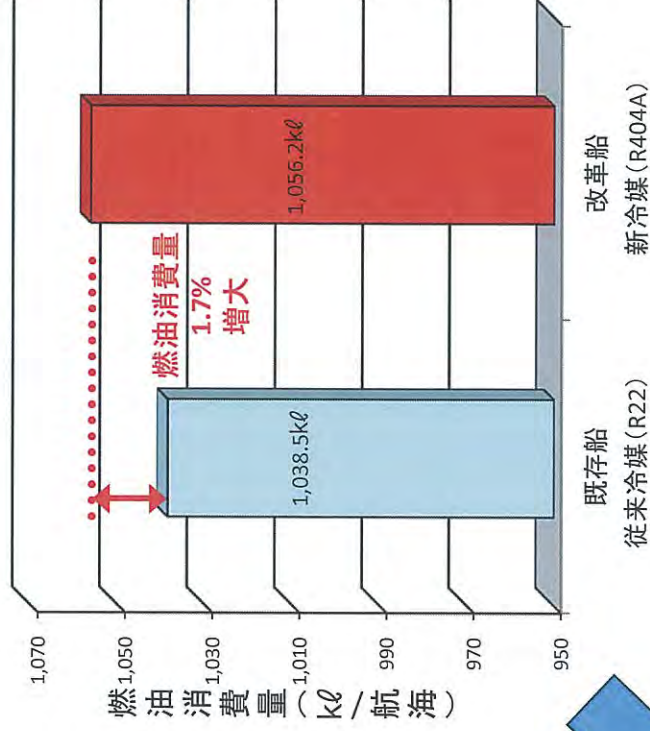 燃油消費量(kℓ/航海)
1,070
1,050
1,030
1,010
990
970
950
燃油消費量
1.7%
増大
1,038.5kℓ
1,056.2kℓ
既存船
従来冷媒(R22)
改革船
新冷媒(R404A)